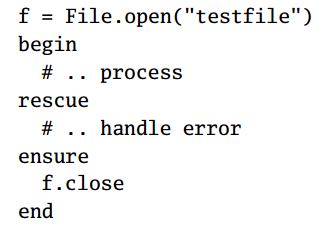 f = File.open("testfile")
begin
  # .. process
rescue
  # .. handle error
ensure
  f.close
end